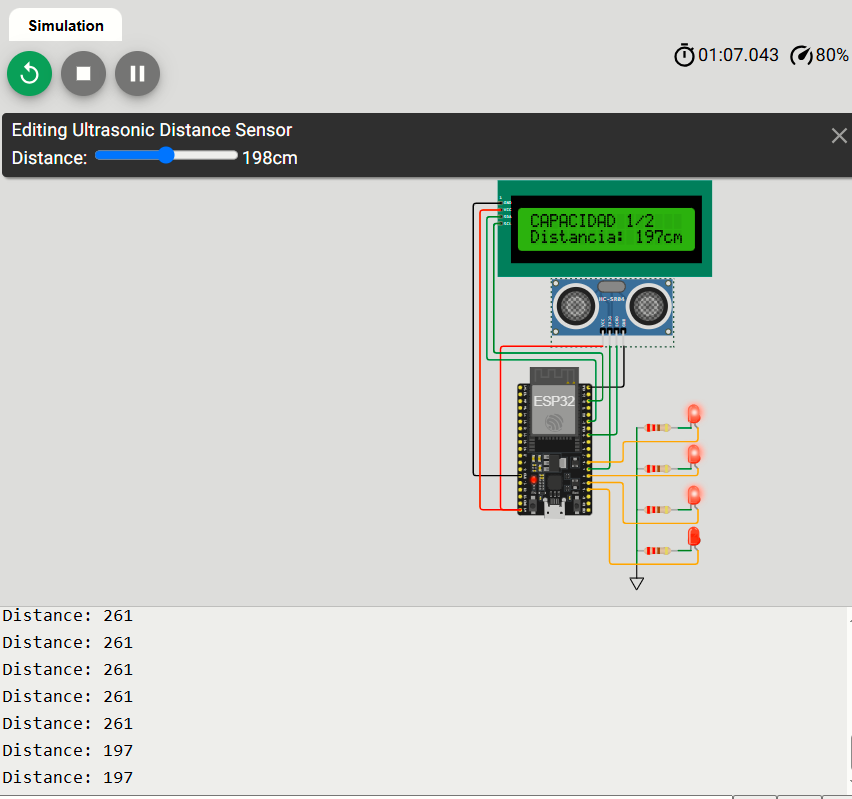 Simulation
01:07.043 80%
Editing Ultrasonic Distance Sensor
Distance: 198cm
CAPACIDAD 1/2
Distancia: 197cm
HC-SR04
ESP32
Distance: 261
Distance: 261
Distance: 261
Distance: 261
Distance: 261
Distance: 197
Distance: 197